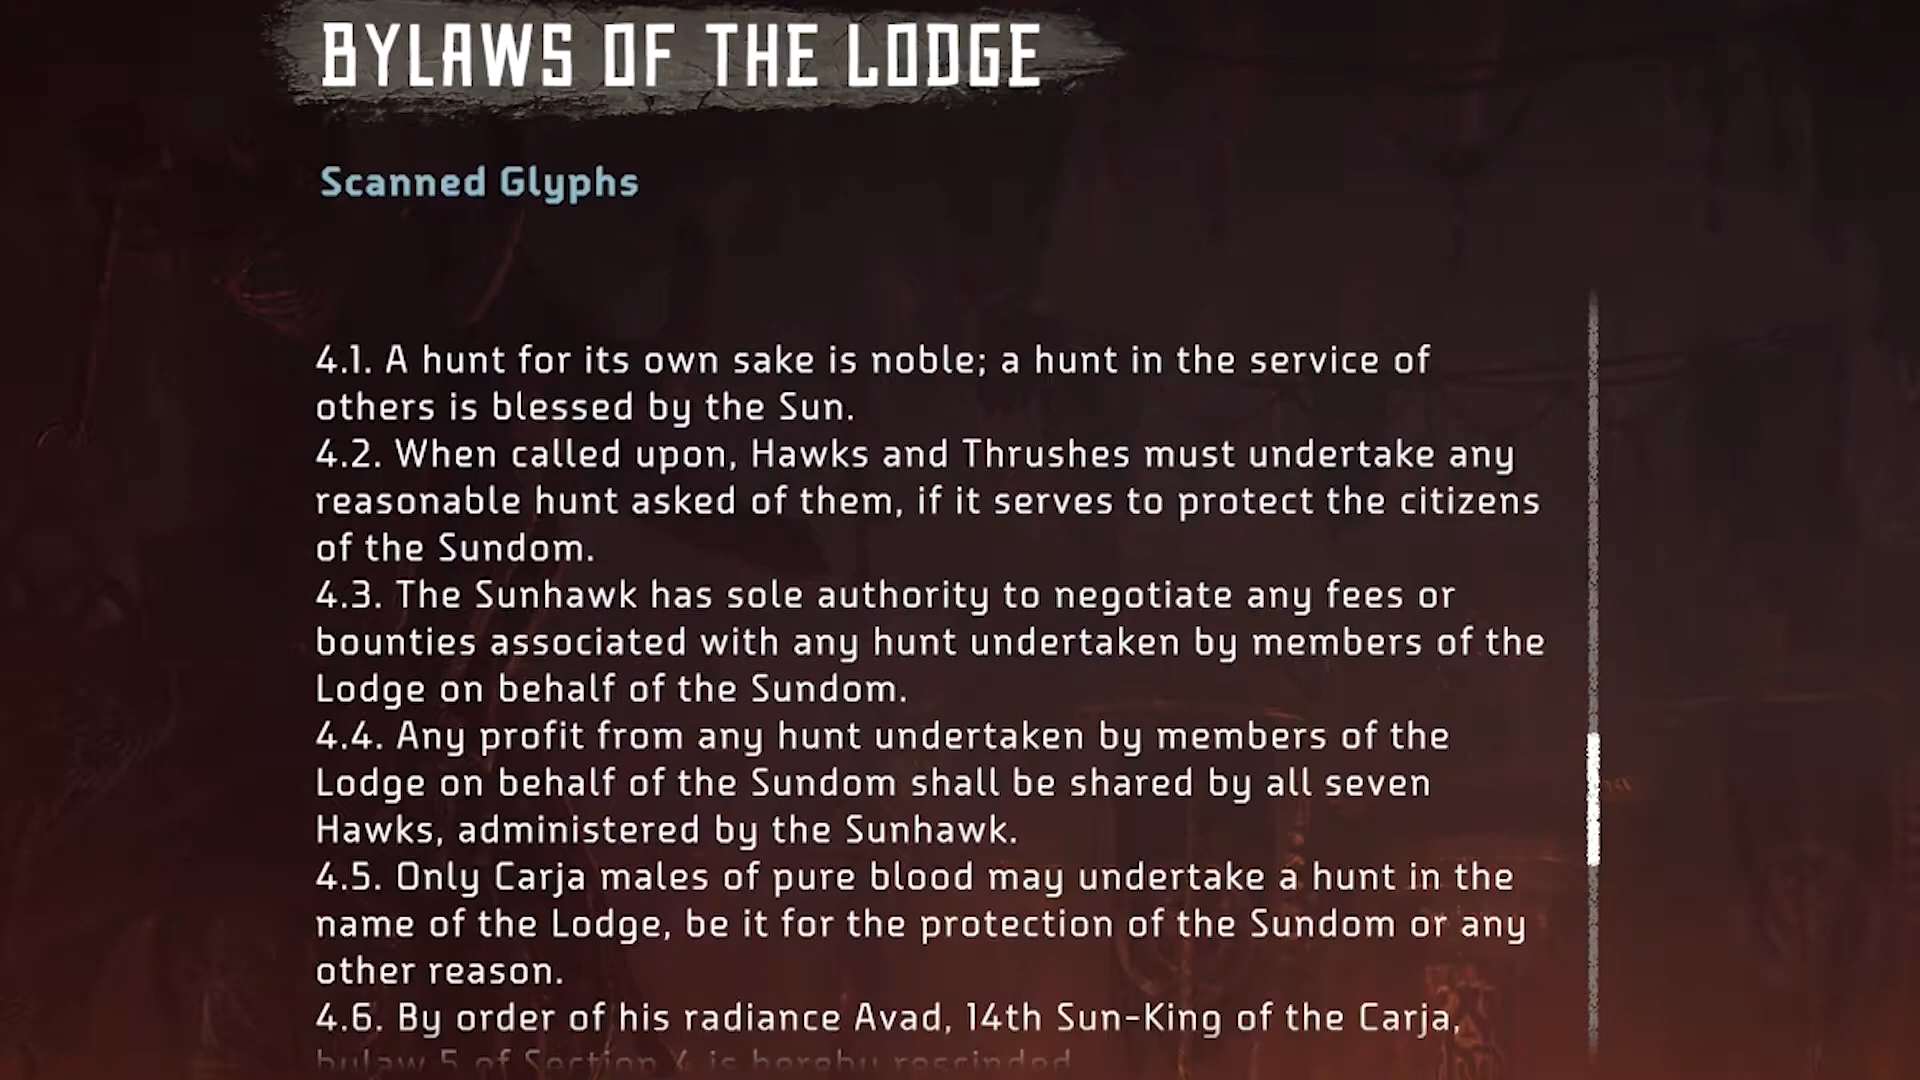 BYLAWS OF THE LODGE
Scanned Glyphs
4.1. A hunt for its own sake is noble; a hunt in the service of
others is blessed by the Sun.
4.2. When called upon, Hawks and Thrushes must undertake any
reasonable hunt asked of them, if it serves to protect the citizens
of the Sundom.
4.3. The Sunhawk has sole authority to negotiate any fees or
bounties associated with any hunt undertaken by members of the
Lodge on behalf of the Sundom.
4.4. Any profit from any hunt undertaken by members of the
Lodge on behalf of the Sundom shall be shared by all seven
Hawks, administered by the Sunhawk.
4.5. Only Carja males of pure blood may undertake a hunt in the
name of the Lodge, be it for the protection of the Sundom or any
other reason.
4.6. By order of his radiance Avad, 14th Sun-King of the Carja,
bylaw 5 of Section 4 is hereby rescinded